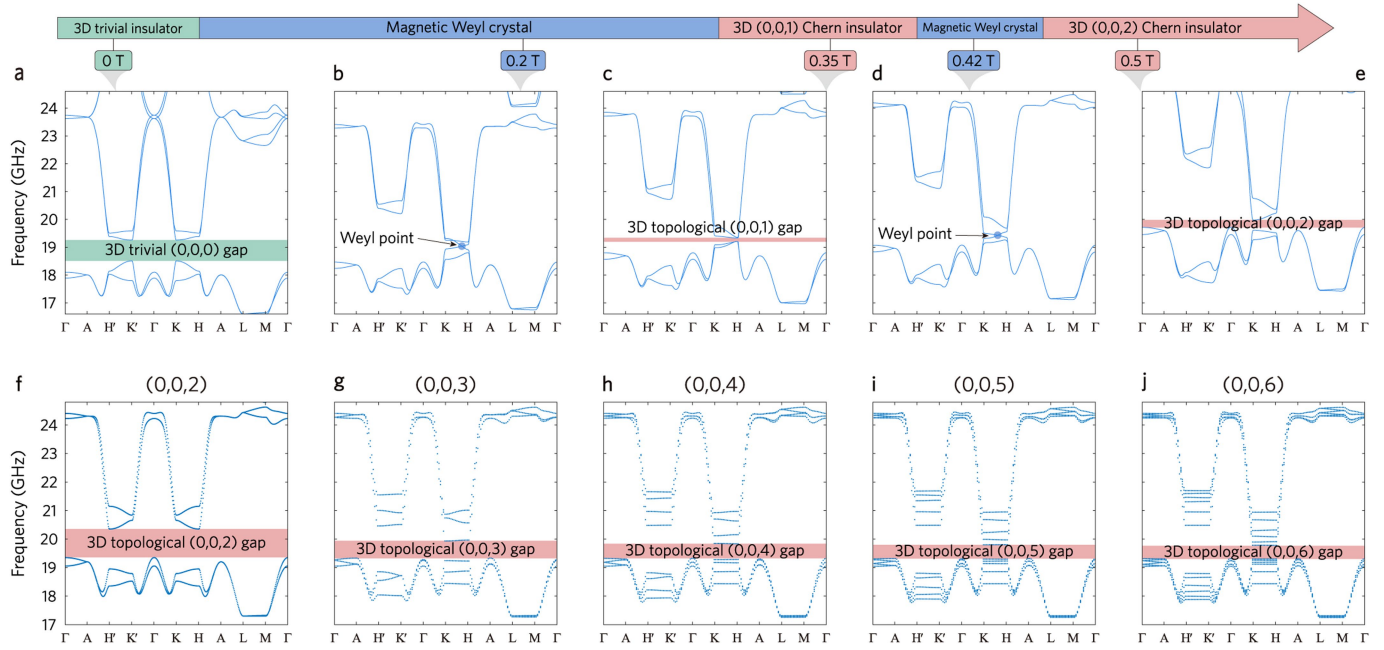 3D trivial insulator
Magnetic Weyl crystal
3D (0,0,1) Chern insulator
Magnetic Weyl crystal
3D (0,0,2) Chern insulator
0 T
0.2 T
0.35 T
0.42 T
0.5 T
a
b
c
d
e
Frequency (GHz)
24
23
22
21
20
19
18
17
3D trivial (0,0,0) gap
Weyl point
3D topological (0,0,1) gap
Weyl point
3D topological (0,0,2) gap
Γ A H′ K′ Γ K H A L M Γ
Γ A H′ K′ Γ K H A L M Γ
Γ A H′ K′ Γ K H A L M Γ
Γ A H′ K′ Γ K H A L M Γ
Γ A H′ K′ Γ K H A L M Γ
f (0,0,2)
g (0,0,3)
h (0,0,4)
i (0,0,5)
j (0,0,6)
Frequency (GHz)
24
23
22
21
20
19
18
17
3D topological (0,0,2) gap
3D topological (0,0,3) gap
3D topological (0,0,4) gap
3D topological (0,0,5) gap
3D topological (0,0,6) gap
Γ A H′ K′ Γ K H A L M Γ
Γ A H′ K′ Γ K H A L M Γ
Γ A H′ K′ Γ K H A L M Γ
Γ A H′ K′ Γ K H A L M Γ
Γ A H′ K′ Γ K H A L M Γ